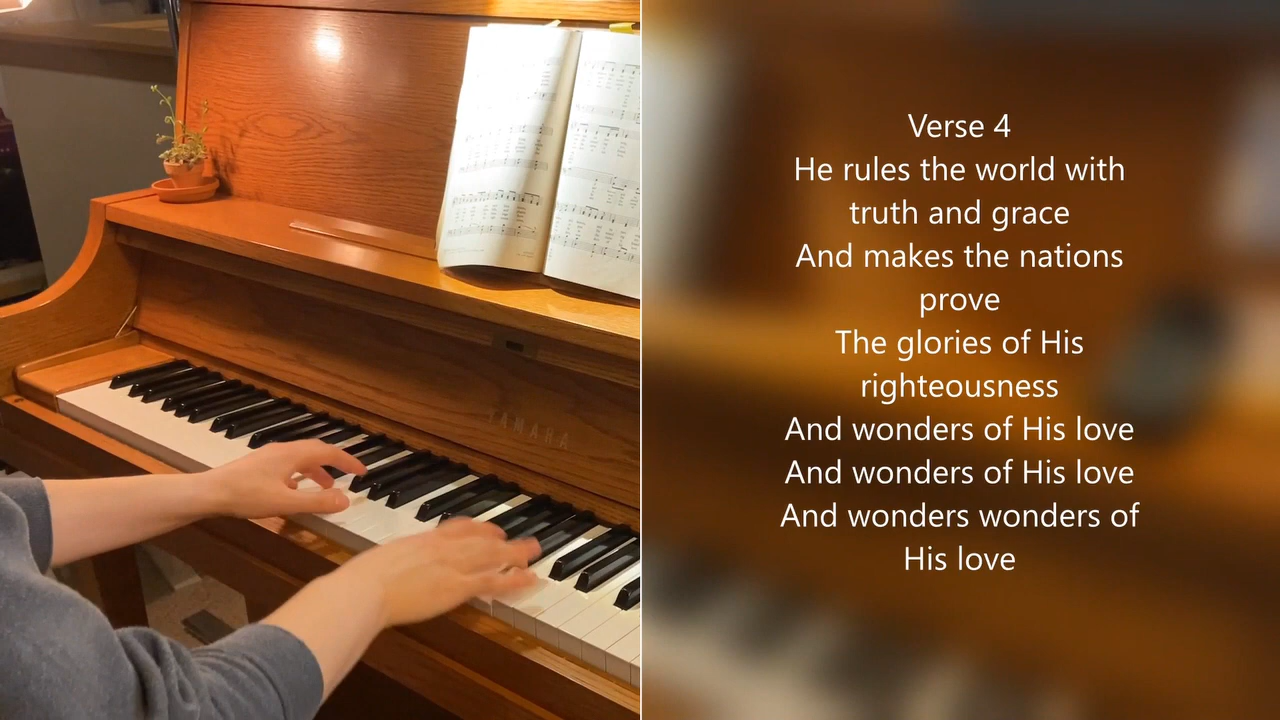 YAMAHA
Verse 4
He rules the world with
truth and grace
And makes the nations
prove
The glories of His
righteousness
And wonders of His love
And wonders of His love
And wonders wonders of
His love